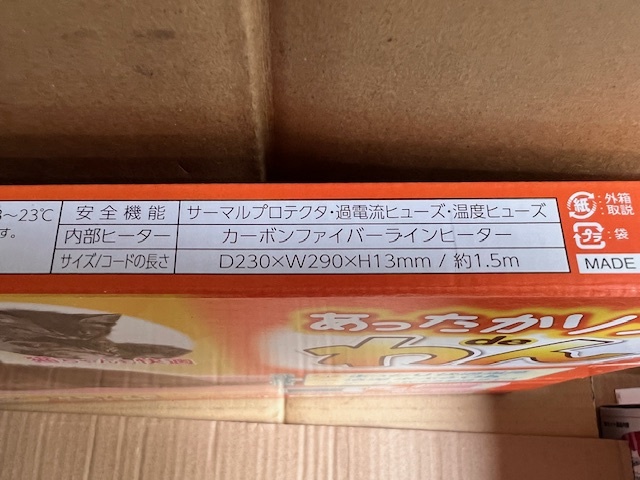 ~23℃
す。
安全機能
サーマルプロテクタ・過電流ヒューズ・温度ヒューズ
内部ヒーター
カーボンファイバーラインヒーター
サイズ/コードの長さ
D230×W290×H13mm / 約1.5m
紙 : 外箱
取説
プラ : 袋
MADE
あったかリ
de
わん